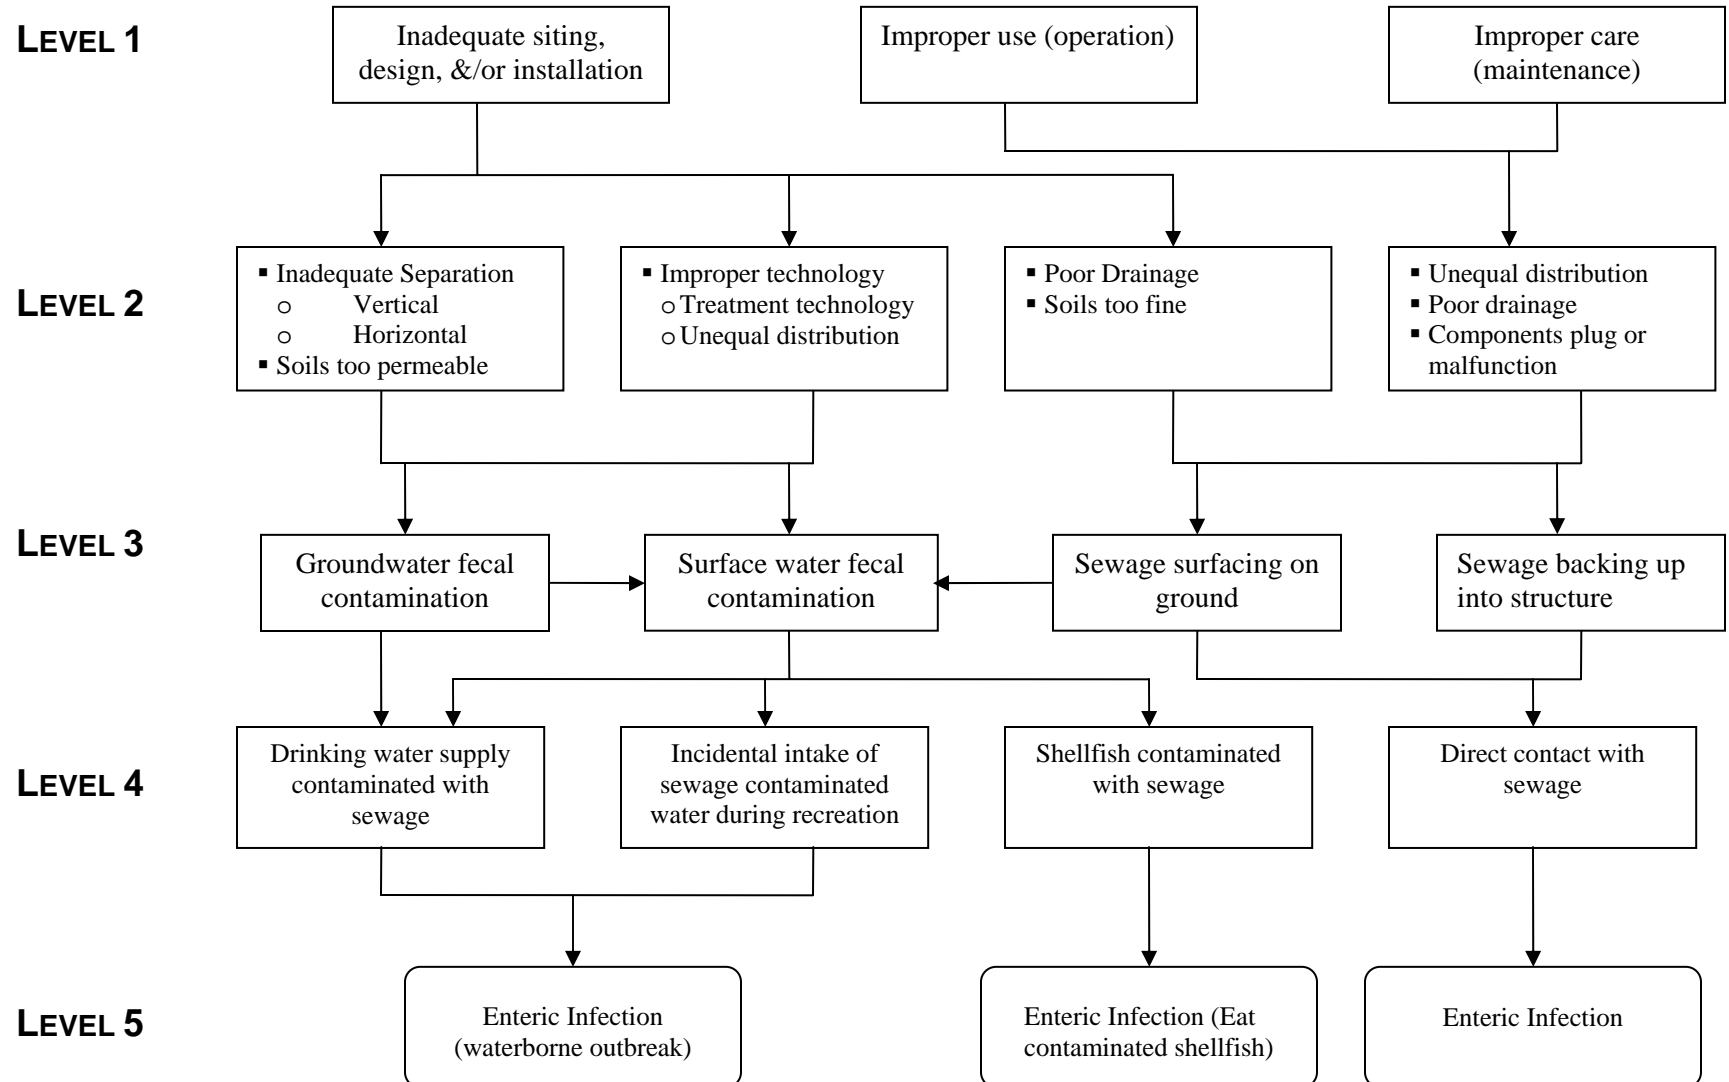 LEVEL 1
Inadequate siting,
design, &/or installation
Improper use (operation)
Improper care
(maintenance)
LEVEL 2
▪ Inadequate Separation
o Vertical
o Horizontal
▪ Soils too permeable
▪ Improper technology
o Treatment technology
o Unequal distribution
▪ Poor Drainage
▪ Soils too fine
▪ Unequal distribution
▪ Poor drainage
▪ Components plug or
malfunction
LEVEL 3
Groundwater fecal
contamination
Surface water fecal
contamination
Sewage surfacing on
ground
Sewage backing up
into structure
LEVEL 4
Drinking water supply
contaminated with
sewage
Incidental intake of
sewage contaminated
water during recreation
Shellfish contaminated
with sewage
Direct contact with
sewage
LEVEL 5
Enteric Infection
(waterborne outbreak)
Enteric Infection (Eat
contaminated shellfish)
Enteric Infection